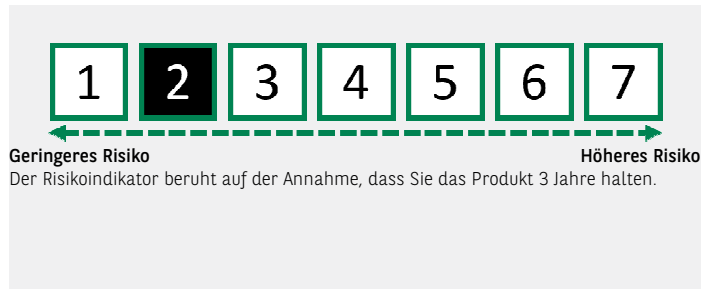 1 2 3 4 5 6 7
Geringeres Risiko Höheres Risiko
Der Risikoindikator beruht auf der Annahme, dass Sie das Produkt 3 Jahre halten.